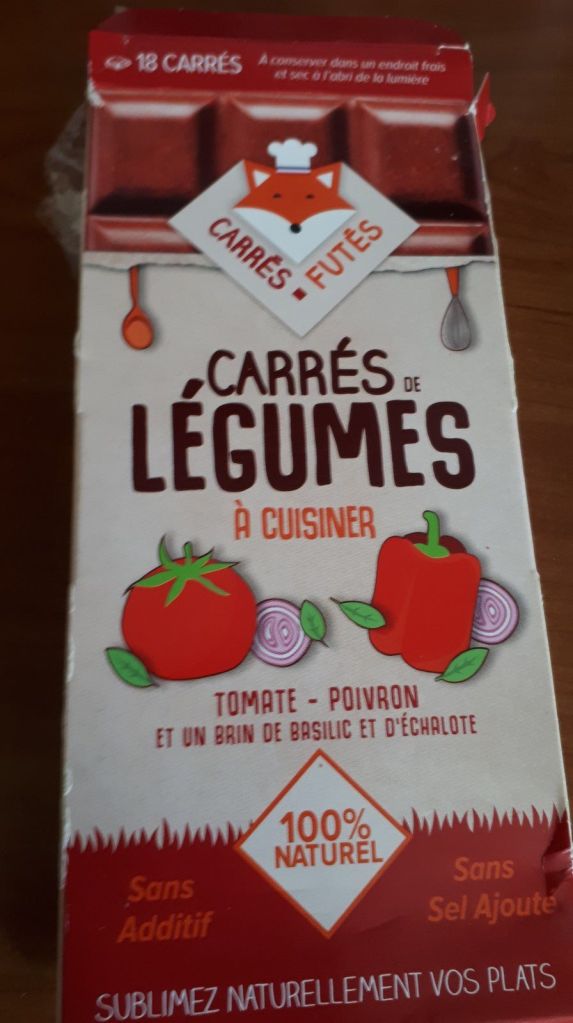 18 CARRÉS
À conserver dans un endroit frais
et sec à l'abri de la lumière
CARRÉS - FUTÉS
CARRÉS DE
LÉGUMES
À CUISINER
TOMATE - POIVRON
ET UN BRIN DE BASILIC ET D'ÉCHALOTE
100%
NATUREL
Sans
Additif
Sans
Sel Ajouté
SUBLIMEZ NATURELLEMENT VOS PLATS